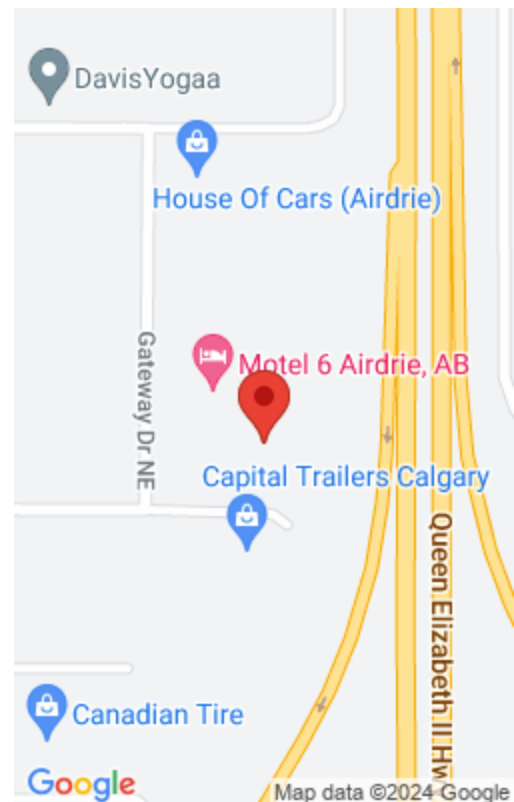 DavisYogaa
House Of Cars (Airdrie)
Gateway Dr NE
Motel 6 Airdrie, AB
Capital Trailers Calgary
Queen Elizabeth II Hw
Canadian Tire
Google
Map data ©2024 Google